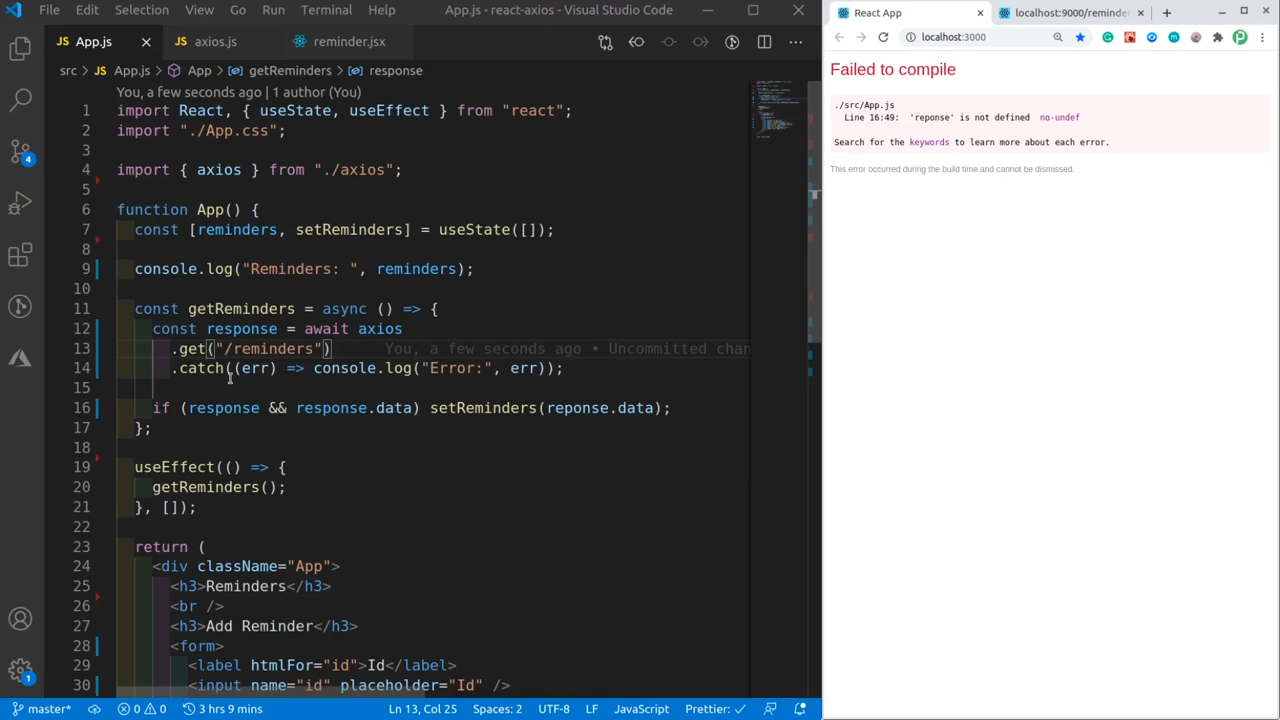 File Edit Selection View Go Run Terminal Help App.js - react-axios - Visual Studio Code
JS App.js JS axios.js reminder.jsx
src > JS App.js > App > getReminders > response
You, a few seconds ago | 1 author (You)
1 import React, { useState, useEffect } from "react";
2 import "./App.css";
3
4 import { axios } from "./axios";
5
6 function App() {
7 const [reminders, setReminders] = useState([]);
8
9 console.log("Reminders: ", reminders);
10
11 const getReminders = async () => {
12 const response = await axios
13 .get("/reminders") You, a few seconds ago • Uncommitted chan
14 .catch((err) => console.log("Error:", err));
15
16 if (response && response.data) setReminders(reponse.data);
17 };
18
19 useEffect(() => {
20 getReminders();
21 }, []);
22
23 return (
24 <div className="App">
25 <h3>Reminders</h3>
26 <br />
27 <h3>Add Reminder</h3>
28 <form>
29 <label htmlFor="id">Id</label>
30 <input name="id" placeholder="Id" />
4
1
master* 0 0 3 hrs 9 mins Ln 13, Col 25 Spaces: 2 UTF-8 LF JavaScript Prettier: ✓
React App localhost:9000/reminder
localhost:3000
Failed to compile
./src/App.js
Line 16:49: 'reponse' is not defined no-undef
Search for the keywords to learn more about each error.
This error occurred during the build time and cannot be dismissed.